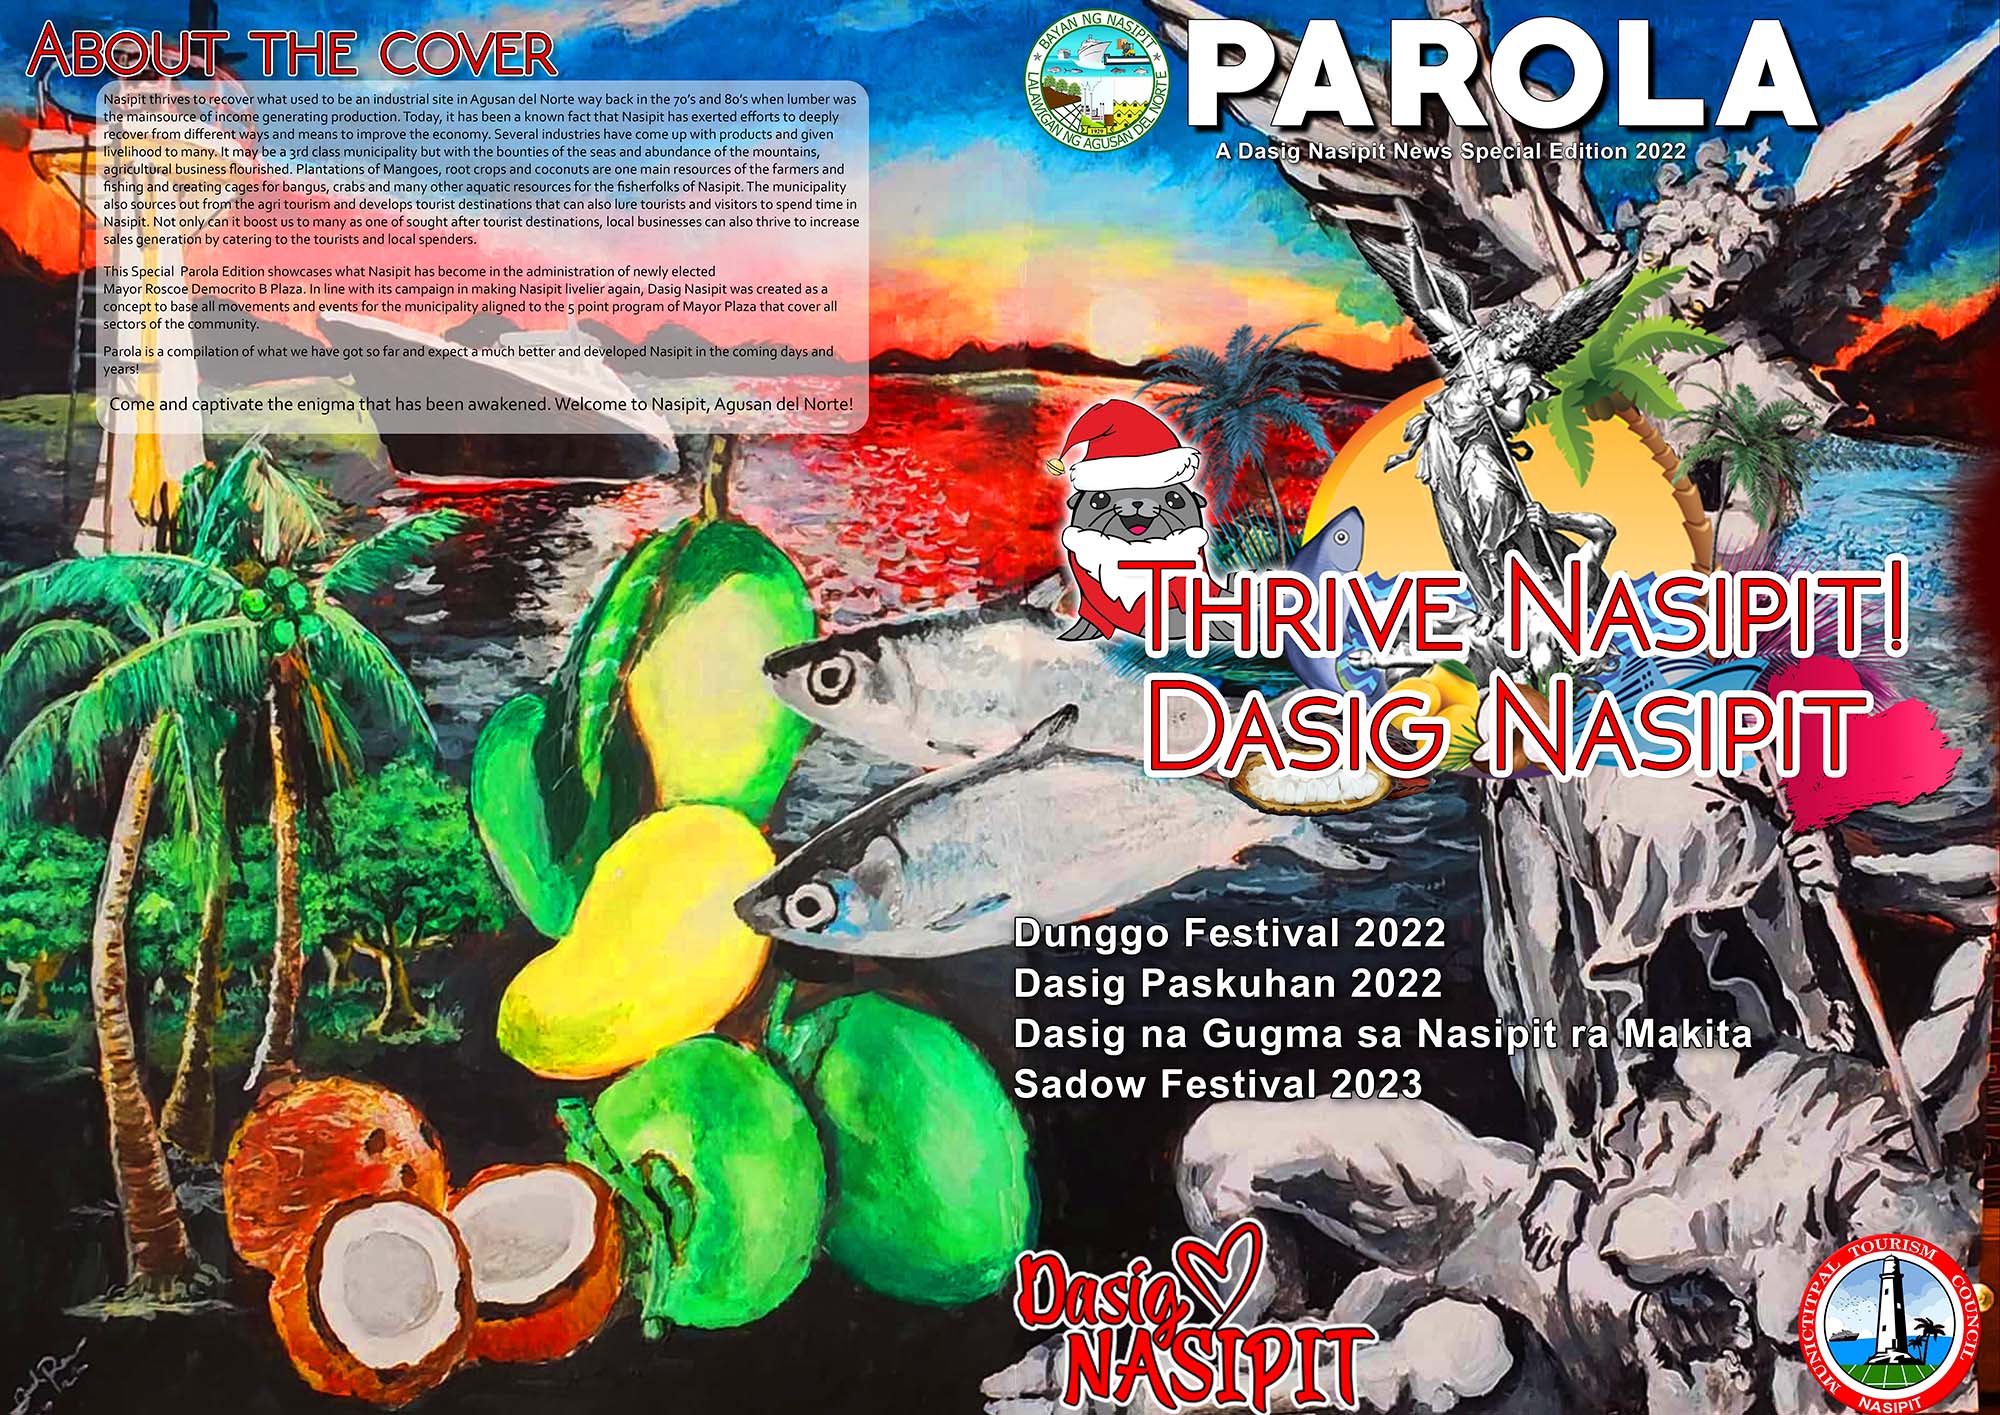 ABOUT THE COVER
Nasipit thrives to recover what used to be an industrial site in Agusan del Norte way back in the 70's and 80's when lumber was
the mainsource of income generating production. Today, it has been a known fact that Nasipit has exerted efforts to deeply
recover from different ways and means to improve the economy. Several industries have come up with products and given
livelihood to many. It may be a 3rd class municipality but with the bounties of the seas and abundance of the mountains,
agricultural business flourished. Plantations of Mangoes, root crops and coconuts are one main resources of the farmers and
fishing and creating cages for bangus, crabs and many other aquatic resources for the fisherfolks of Nasipit. The municipality
also sources out from the agri tourism and develops tourist destinations that can also lure tourists and visitors to spend time in
Nasipit. Not only can it boost us to many as one of sought after tourist destinations, local businesses can also thrive to increase
sales generation by catering to the tourists and local spenders.
This Special Parola Edition showcases what Nasipit has become in the administration of newly elected
Mayor Roscoe Democrito B Plaza. In line with its campaign in making Nasipit livelier again, Dasig Nasipit was created as a
concept to base all movements and events for the municipality aligned to the 5 point program of Mayor Plaza that cover all
sectors of the community.
Parola is a compilation of what we have got so far and expect a much better and developed Nasipit in the coming days and
years!
Come and captivate the enigma that has been awakened. Welcome to Nasipit, Agusan del Norte!
BAYAN NG NASIPIT
LALAWIGAN NG AGUSAN DEL NORTE
1929
PAROLA
A Dasig Nasipit News Special Edition 2022
THRIVE NASIPIT!
DASIG NASIPIT
Dunggo Festival 2022
Dasig Paskuhan 2022
Dasig na Gugma sa Nasipit ra Makita
Sadow Festival 2023
Dasig
NASIPIT
MUNICTITPAL TOURISM COUNCIL
NASIPIT